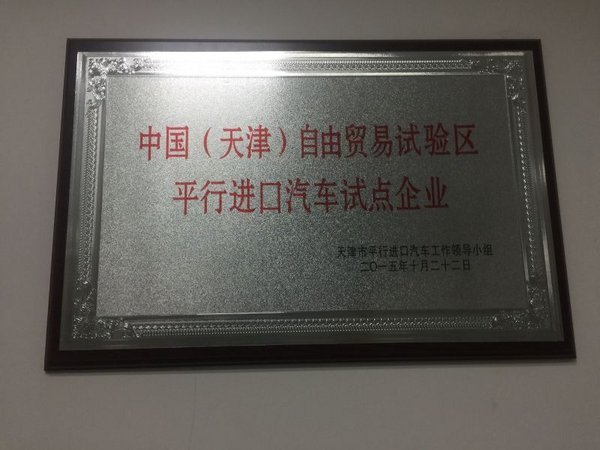 中国（天津）自由贸易试验区
平行进口汽车试点企业
天津市平行进口汽车工作领导小组
二〇一五年十月二十二日